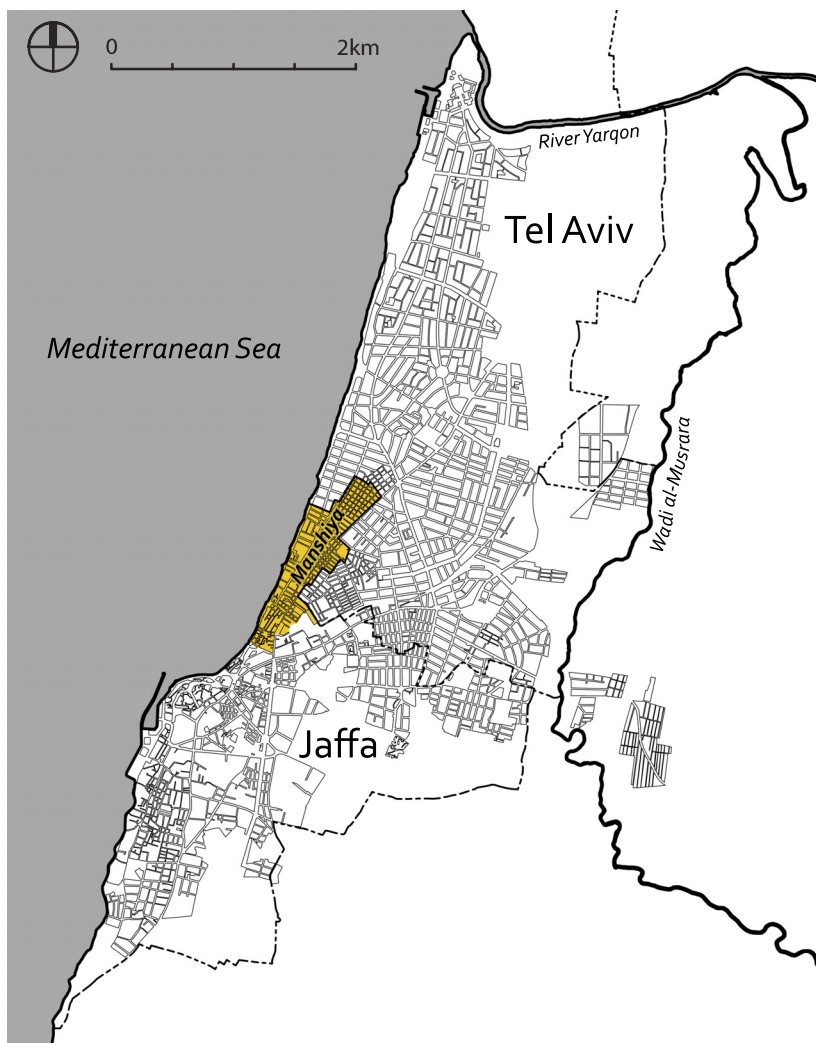 0 2km
River Yarqon
Tel Aviv
Mediterranean Sea
Wadi al-Musrara
Manshiya
Jaffa